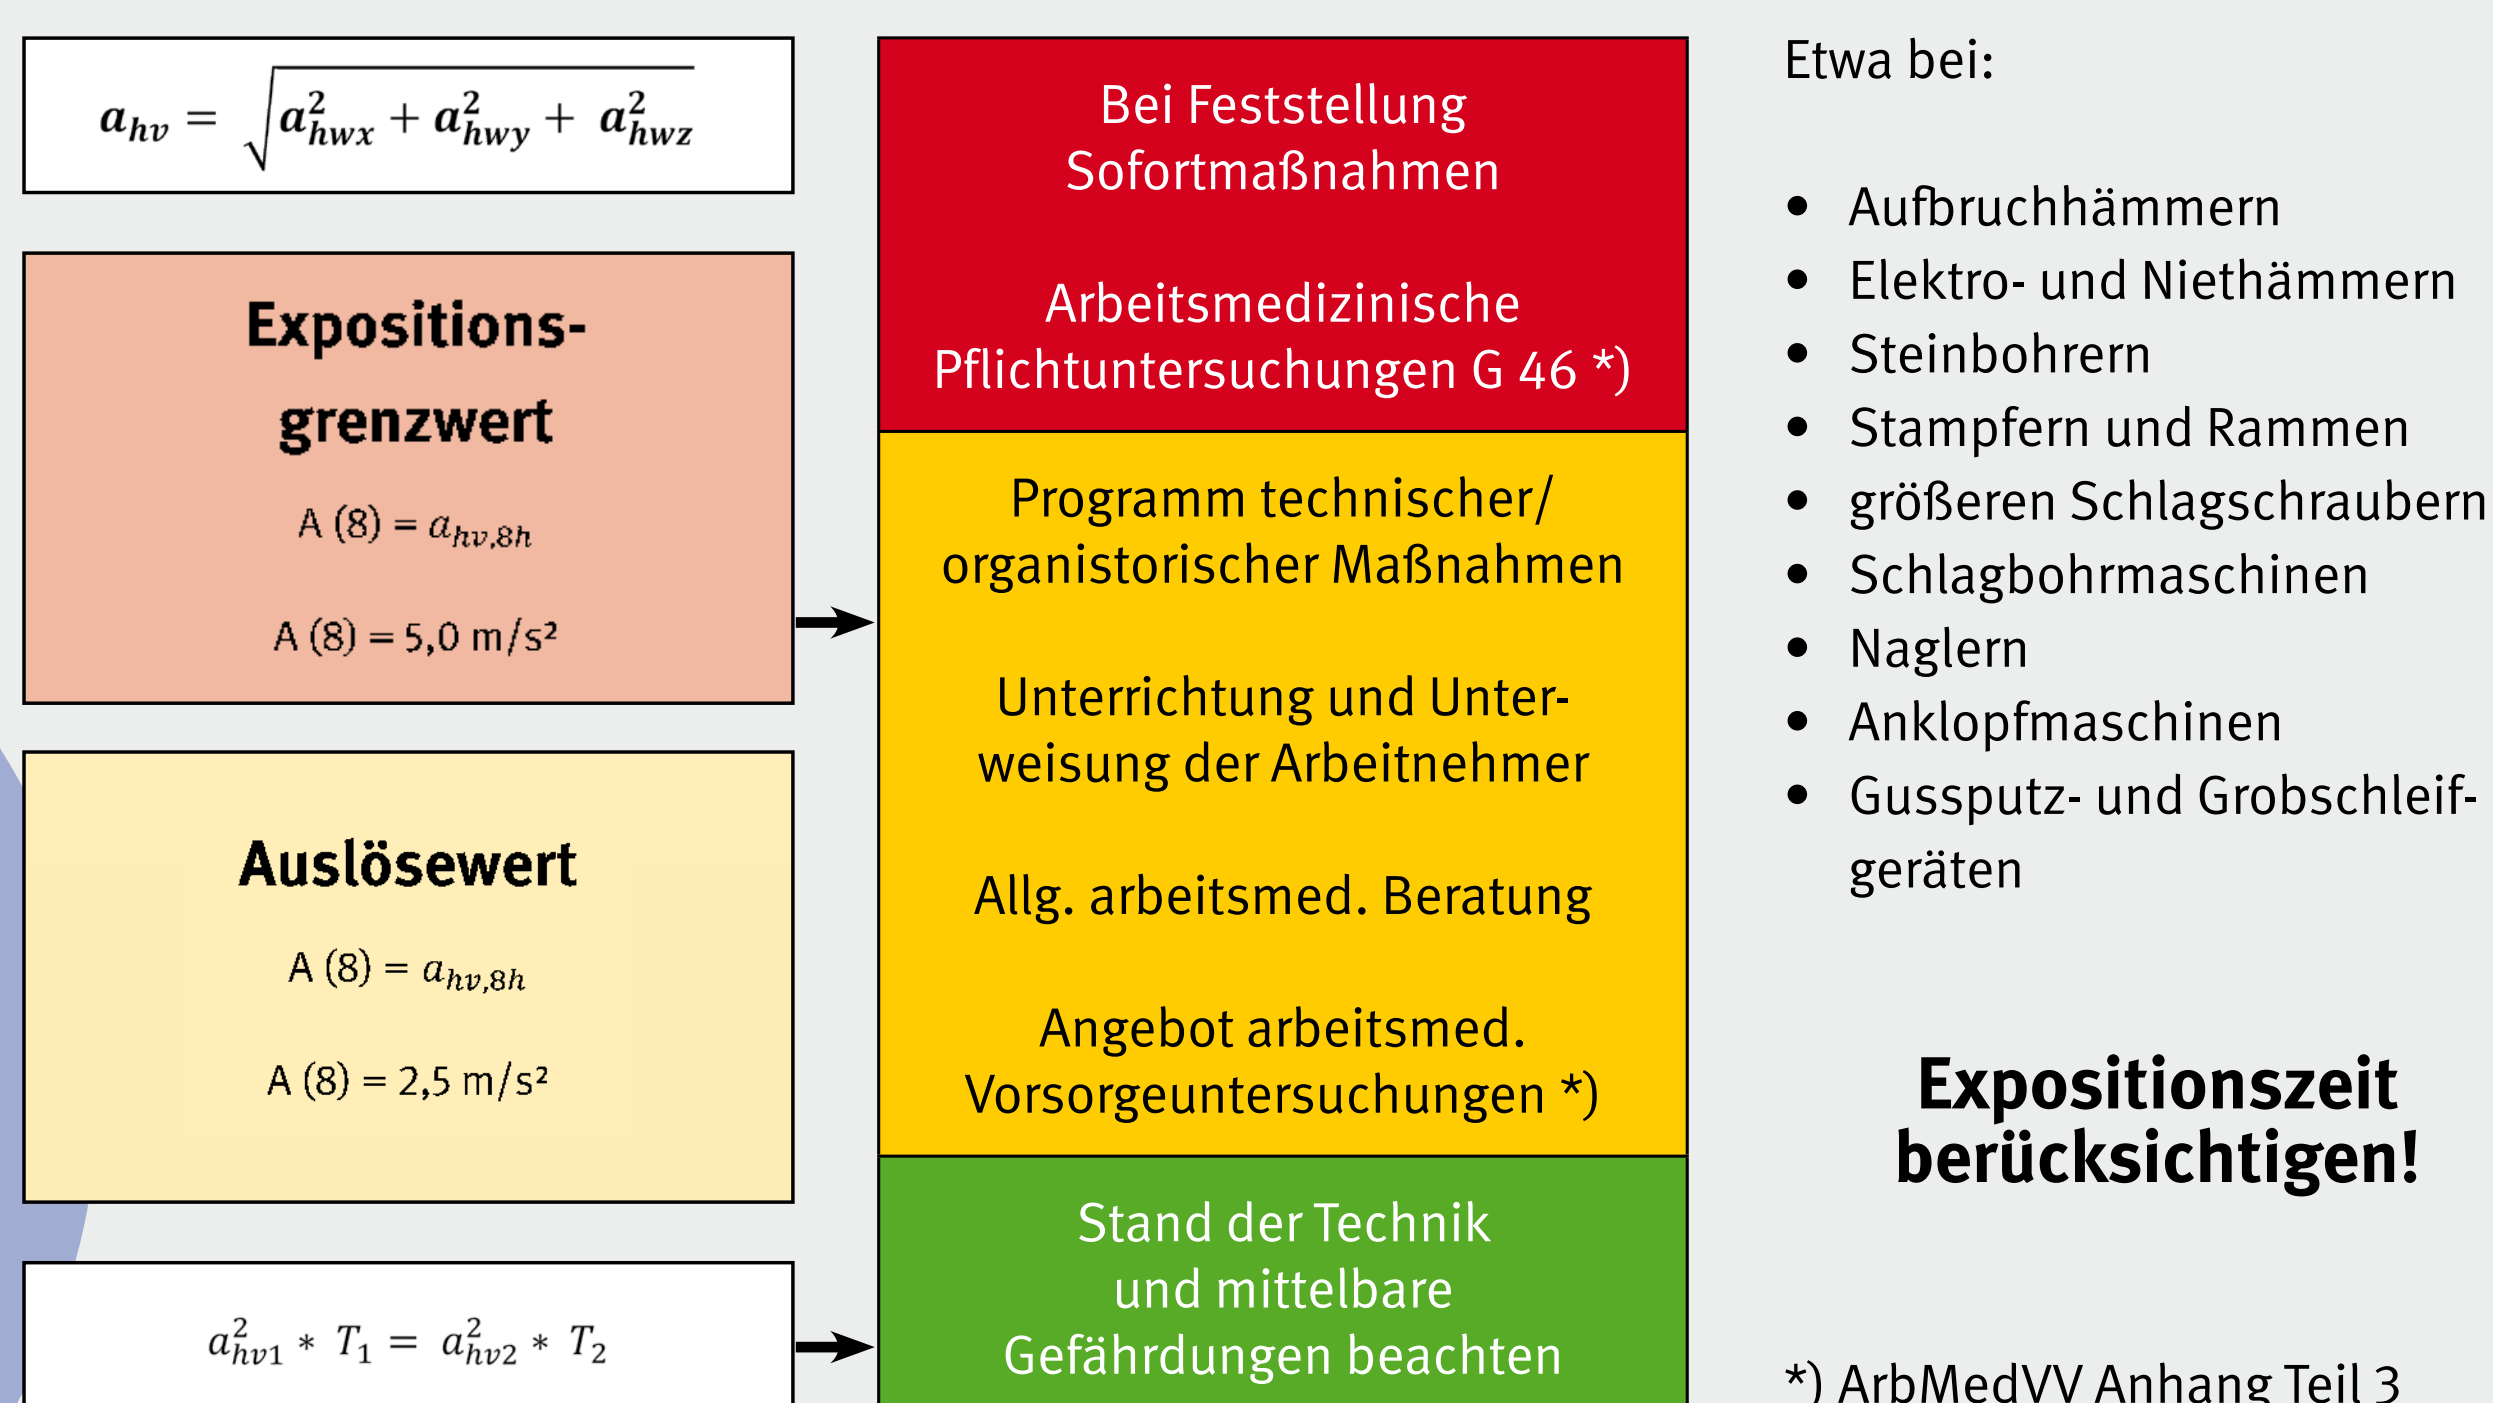 a_hv = √(a²_hwx + a²_hwy + a²_hwz)
Expositions-
grenzwert
A (8) = a_hv,8h
A (8) = 5,0 m/s²
Auslösewert
A (8) = a_hv,8h
A (8) = 2,5 m/s²
a²_hv1 * T_1 = a²_hv2 * T_2
Bei Feststellung
Sofortmaßnahmen
Arbeitsmedizinische
Pflichtuntersuchungen G 46 *)
Programm technischer/
organistorischer Maßnahmen
Unterrichtung und Unter-
weisung der Arbeitnehmer
Allg. arbeitsmed. Beratung
Angebot arbeitsmed.
Vorsorgeuntersuchungen *)
Stand der Technik
und mittelbare
Gefährdungen beachten
Etwa bei:
• Aufbruchhämmern
• Elektro- und Niethämmern
• Steinbohrern
• Stampfern und Rammen
• größeren Schlagschraubern
• Schlagbohrmaschinen
• Naglern
• Anklopfmaschinen
• Gussputz- und Grobschleif-
geräten
Expositionszeit
berücksichtigen!
*) ArbMedVV Anhang Teil 3